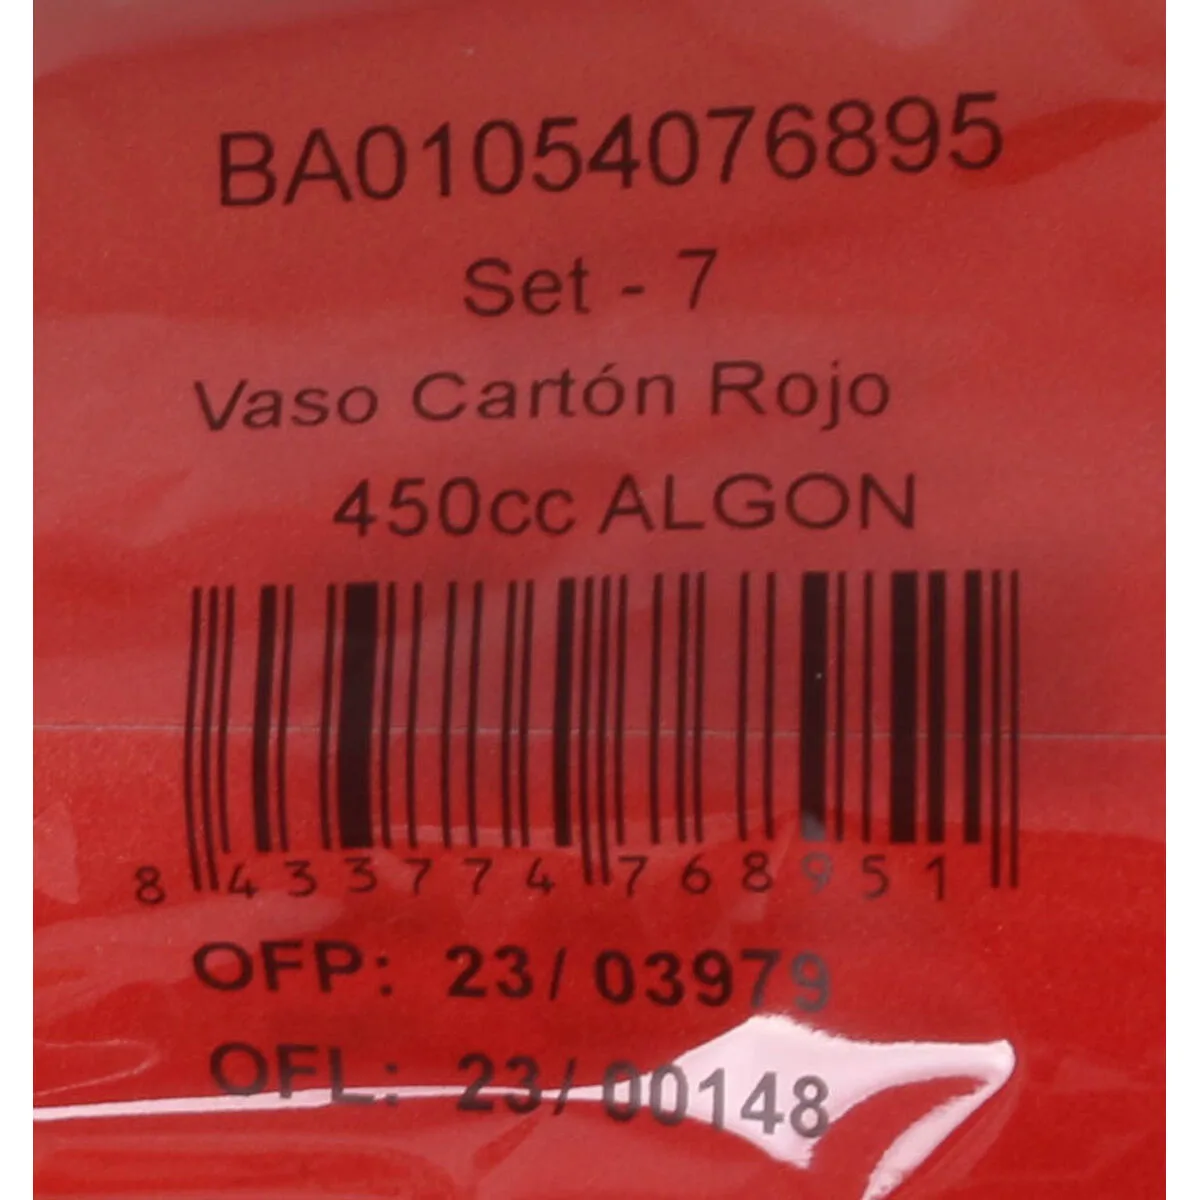 BA01054076895
Set - 7
Vaso Cartón Rojo
450cc ALGON
8 433774 768951
OFP: 23/ 03979
OFL: 23/ 00148